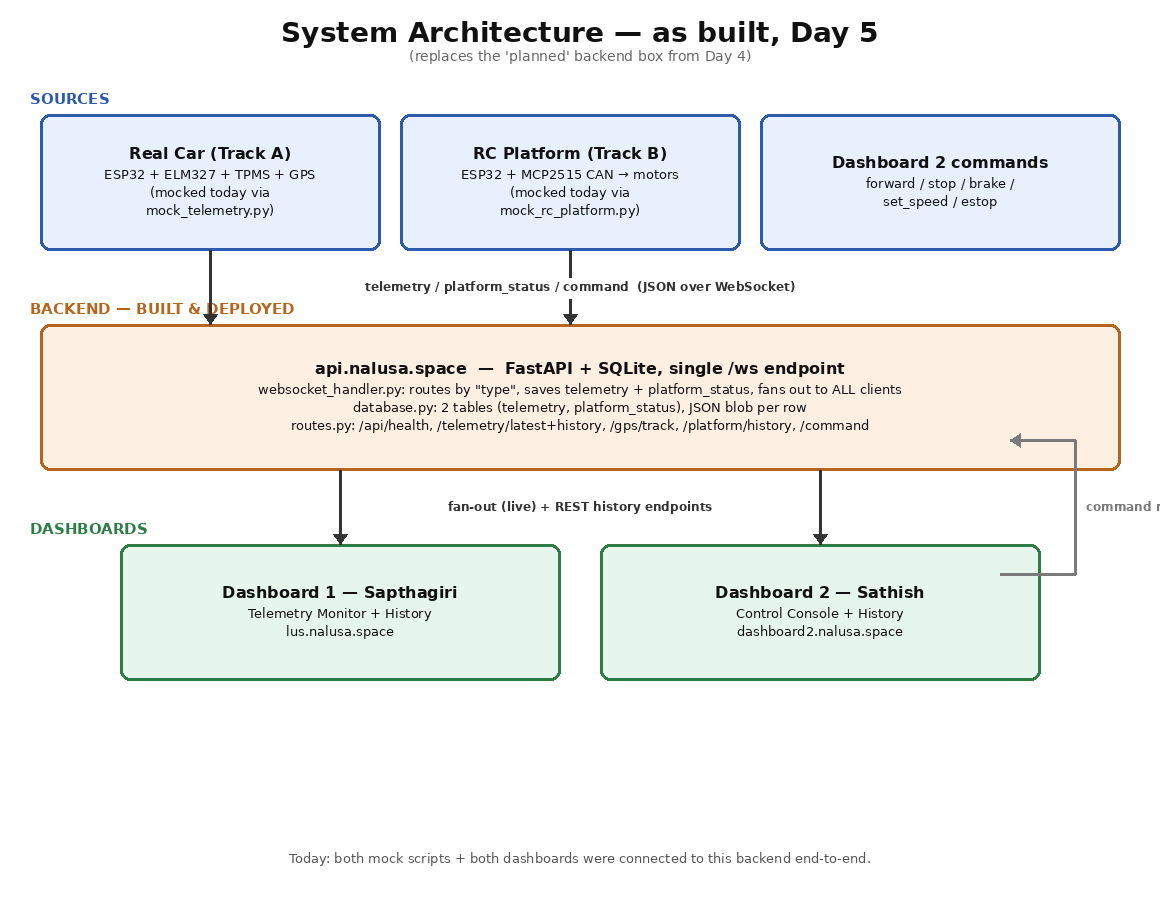 System Architecture — as built, Day 5
(replaces the 'planned' backend box from Day 4)
SOURCES
Real Car (Track A)
ESP32 + ELM327 + TPMS + GPS
(mocked today via
mock_telemetry.py)
RC Platform (Track B)
ESP32 + MCP2515 CAN → motors
(mocked today via
mock_rc_platform.py)
Dashboard 2 commands
forward / stop / brake /
set_speed / estop
telemetry / platform_status / command  (JSON over WebSocket)
BACKEND — BUILT & DEPLOYED
api.nalusa.space  —  FastAPI + SQLite, single /ws endpoint
websocket_handler.py: routes by "type", saves telemetry + platform_status, fans out to ALL clients
database.py: 2 tables (telemetry, platform_status), JSON blob per row
routes.py: /api/health, /telemetry/latest+history, /gps/track, /platform/history, /command
fan-out (live) + REST history endpoints
command
DASHBOARDS
Dashboard 1 — Sapthagiri
Telemetry Monitor + History
lus.nalusa.space
Dashboard 2 — Sathish
Control Console + History
dashboard2.nalusa.space
Today: both mock scripts + both dashboards were connected to this backend end-to-end.